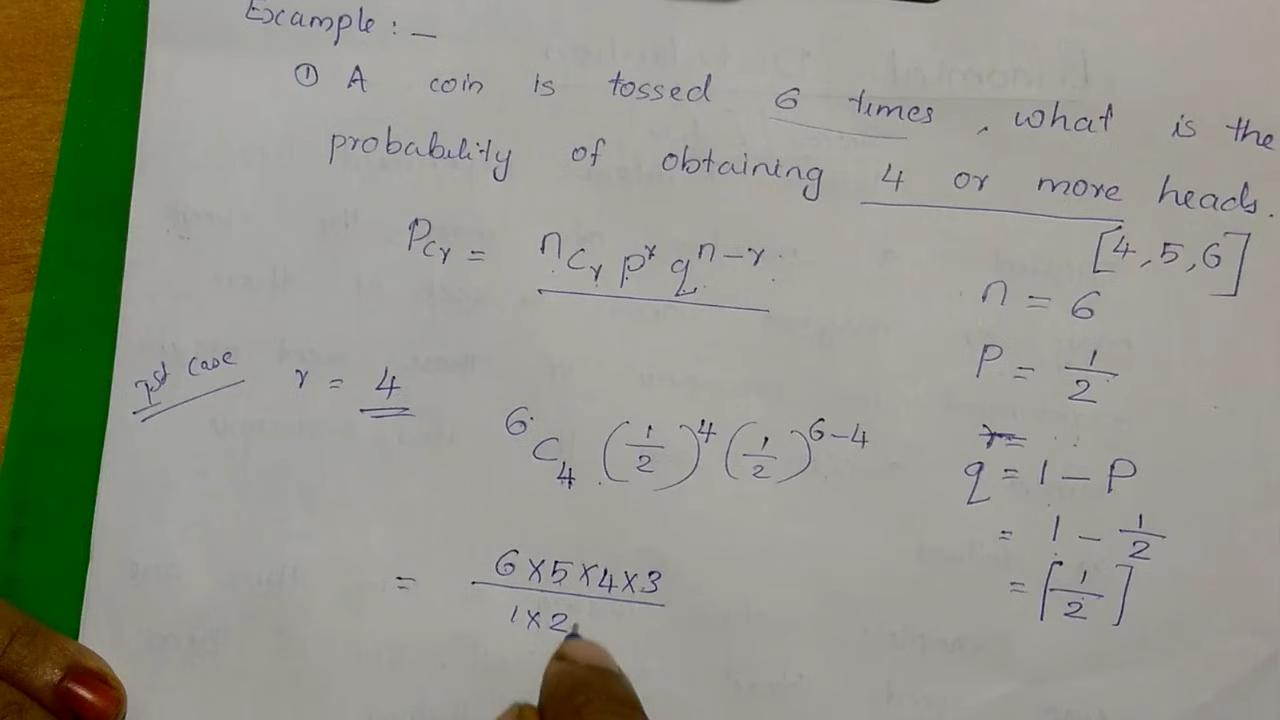 Example : —
① A coin is tossed 6 times, what is the
probability of obtaining 4 or more heads.
[4, 5, 6]
Pcr = nCr p^r q^n-r
n = 6
P = 1/2
1st case r = 4
6C4 (1/2)^4 (1/2)^6-4
q = 1 - P
= 1 - 1/2
= [1/2]
= 6×5×4×3
1×2